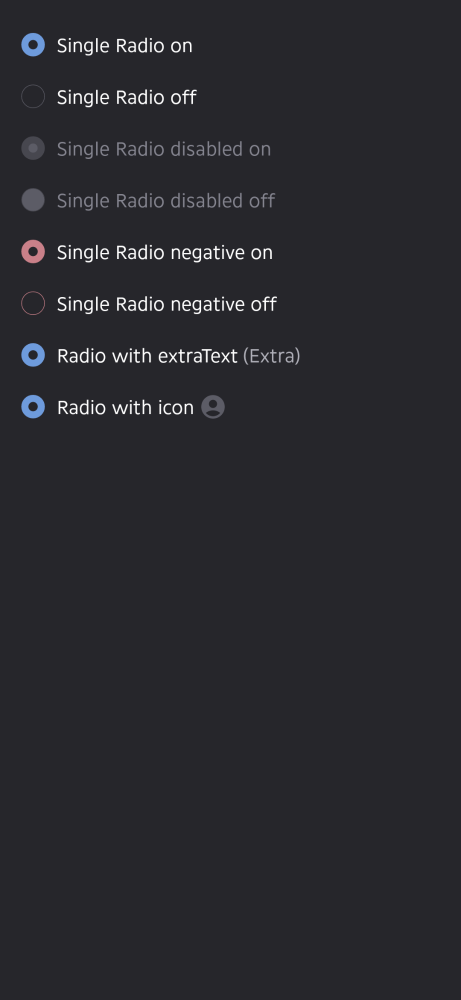 Single Radio on
Single Radio off
Single Radio disabled on
Single Radio disabled off
Single Radio negative on
Single Radio negative off
Radio with extraText (Extra)
Radio with icon